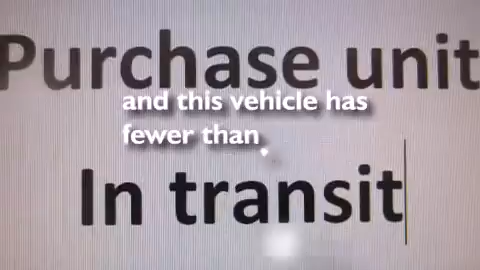 Purchase unit
and this vehicle has
fewer than
In transit